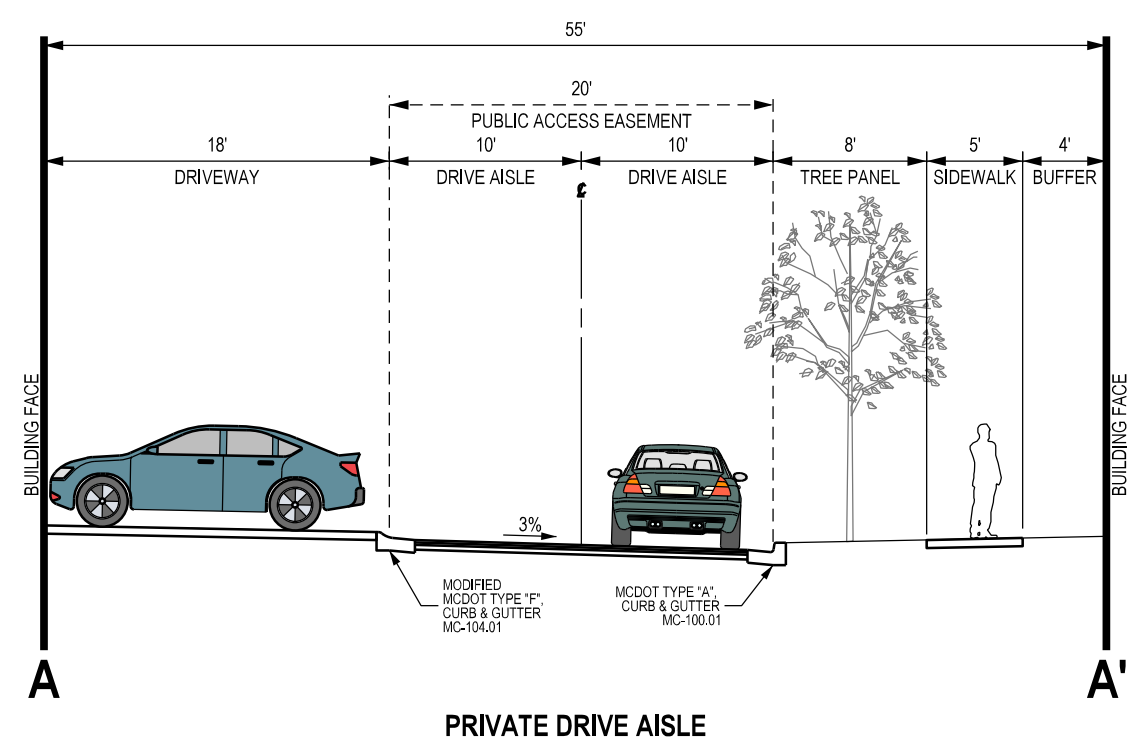 55'
20'
PUBLIC ACCESS EASEMENT
18'
10'
10'
8'
5'
4'
DRIVEWAY
DRIVE AISLE
DRIVE AISLE
TREE PANEL
SIDEWALK
BUFFER
℄
BUILDING FACE
BUILDING FACE
3%
MODIFIED
MCDOT TYPE "F",
CURB & GUTTER
MC-104.01
MCDOT TYPE "A",
CURB & GUTTER
MC-100.01
A
A'
PRIVATE DRIVE AISLE